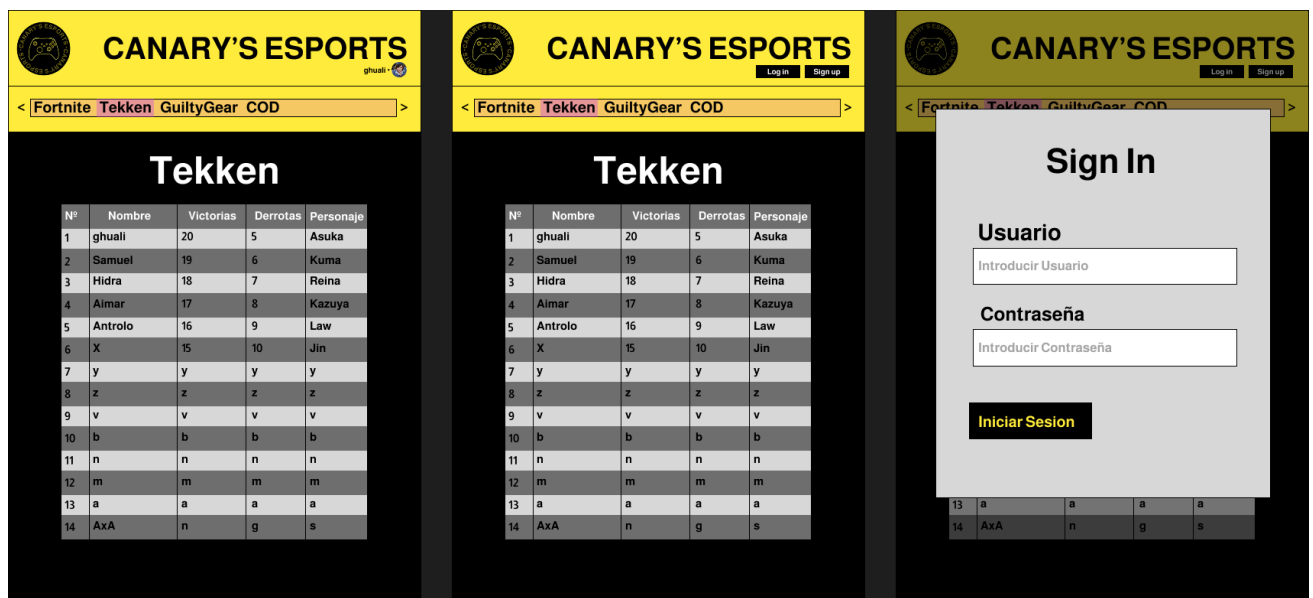 CANARY'S ESPORTS
ghuali
< Fortnite Tekken GuiltyGear COD >
Tekken
Nº Nombre Victorias Derrotas Personaje
1 ghuali 20 5 Asuka
2 Samuel 19 6 Kuma
3 Hidra 18 7 Reina
4 Aimar 17 8 Kazuya
5 Antrolo 16 9 Law
6 X 15 10 Jin
7 y y y y
8 z z z z
9 v v v v
10 b b b b
11 n n n n
12 m m m m
13 a a a a
14 AxA n g s
CANARY'S ESPORTS
Log in Sign up
< Fortnite Tekken GuiltyGear COD >
Tekken
Nº Nombre Victorias Derrotas Personaje
1 ghuali 20 5 Asuka
2 Samuel 19 6 Kuma
3 Hidra 18 7 Reina
4 Aimar 17 8 Kazuya
5 Antrolo 16 9 Law
6 X 15 10 Jin
7 y y y y
8 z z z z
9 v v v v
10 b b b b
11 n n n n
12 m m m m
13 a a a a
14 AxA n g s
CANARY'S ESPORTS
Log in Sign up
< Fortnite Tekken GuiltyGear COD >
Sign In
Usuario
Introducir Usuario
Contraseña
Introducir Contraseña
Iniciar Sesion
13 a a a a
14 AxA n g s